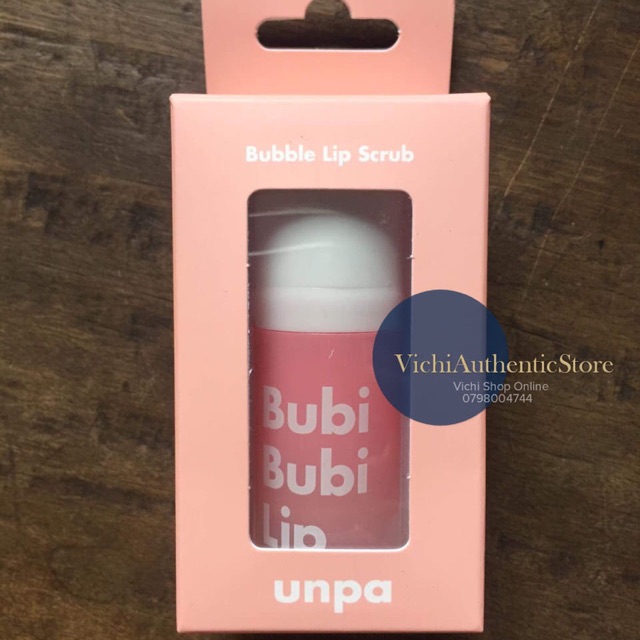 Bubble Lip Scrub
VichiAuthenticStore
Vichi Shop Online
0798004744
Bubi
Bubi
Lip
unpa